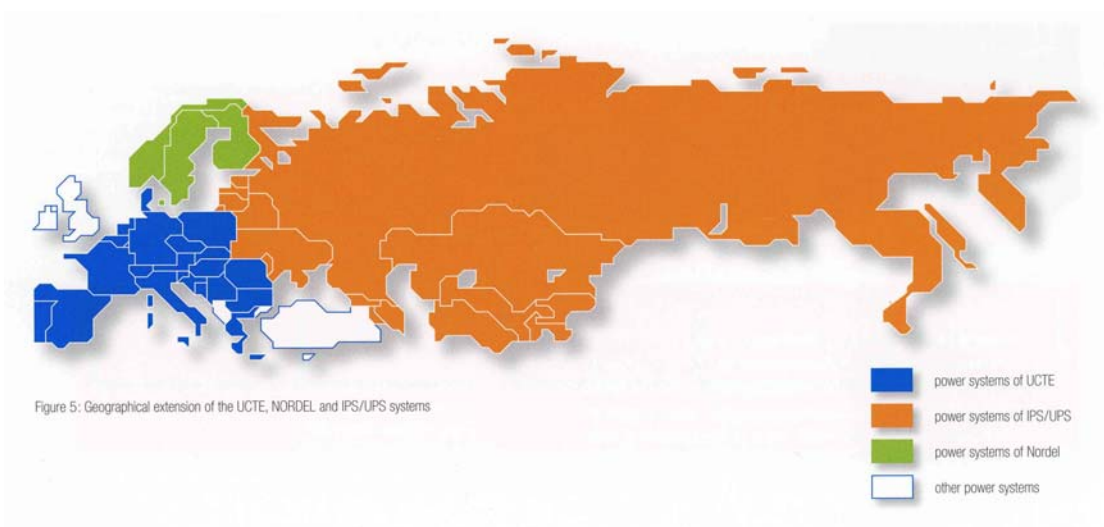 Figure 5: Geographical extension of the UCTE, NORDEL and IPS/UPS systems
power systems of UCTE
power systems of IPS/UPS
power systems of Nordel
other power systems